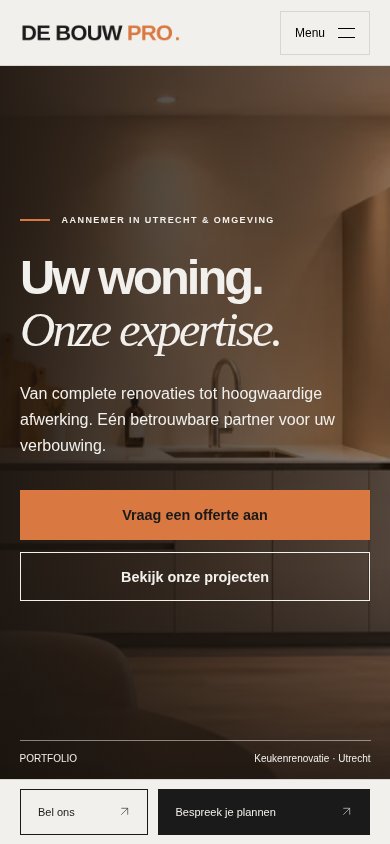 DE BOUW PRO.
Menu
AANNEMER IN UTRECHT & OMGEVING
Uw woning.
Onze expertise.
Van complete renovaties tot hoogwaardige
afwerking. Eén betrouwbare partner voor uw
verbouwing.
Vraag een offerte aan
Bekijk onze projecten
PORTFOLIO
Keukenrenovatie · Utrecht
Bel ons
Bespreek je plannen